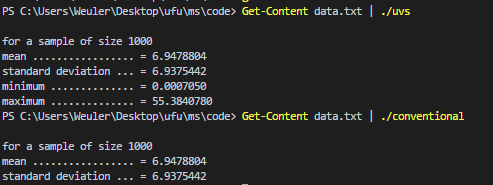 PS C:\Users\Weuler\Desktop\ufu\ms\code> Get-Content data.txt | ./uvs
for a sample of size 1000
mean ................. = 6.9478804
standard deviation ... = 6.9375442
minimum .............. = 0.0007050
maximum .............. = 55.3840780
PS C:\Users\Weuler\Desktop\ufu\ms\code> Get-Content data.txt | ./conventional
for a sample of size 1000
mean ................. = 6.9478804
standard deviation ... = 6.9375442